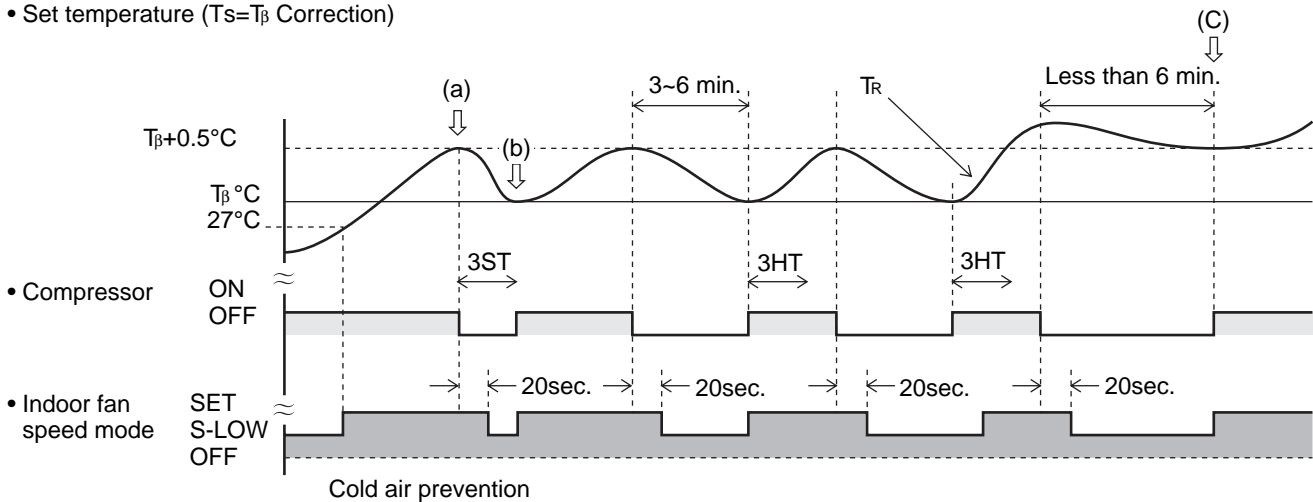 • Set temperature (Ts=Tβ Correction)
(C)
(a)
3~6 min.
TR
Less than 6 min.
Tβ+0.5°C
(b)
Tβ °C
27°C
3ST
3HT
3HT
• Compressor
ON
OFF
20sec.
20sec.
20sec.
20sec.
• Indoor fan
speed mode
SET
S-LOW
OFF
Cold air prevention